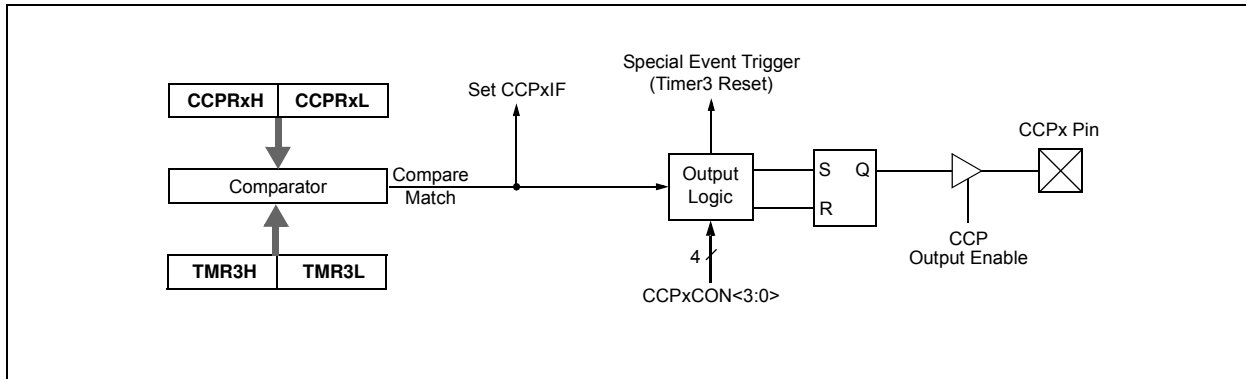 CCPRxH CCPRxL
Comparator
TMR3H TMR3L
Compare
Match
Set CCPxIF
Special Event Trigger
(Timer3 Reset)
Output
Logic
4
CCPxCON<3:0>
S Q
R
CCP
Output Enable
CCPx Pin